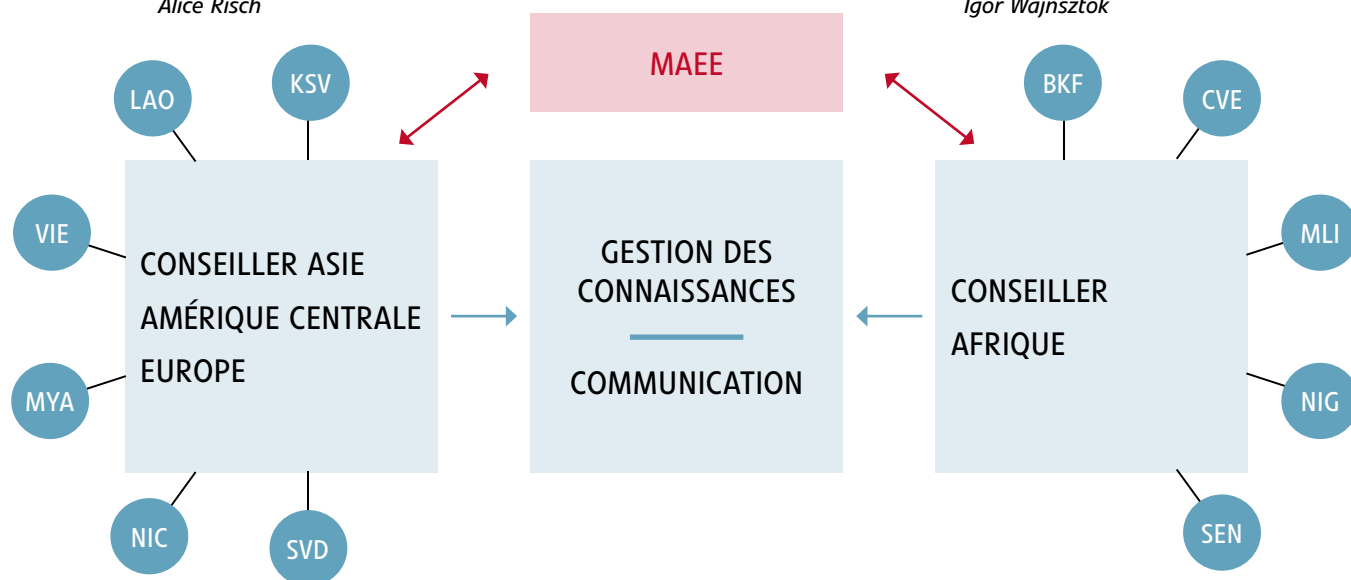 Alice Risch
Igor Wajnsztok
MAEE
KSV
LAO
VIE
MYA
NIC
SVD
CONSEILLER ASIE
AMÉRIQUE CENTRALE
EUROPE
GESTION DES
CONNAISSANCES
COMMUNICATION
CONSEILLER
AFRIQUE
BKF
CVE
MLI
NIG
SEN